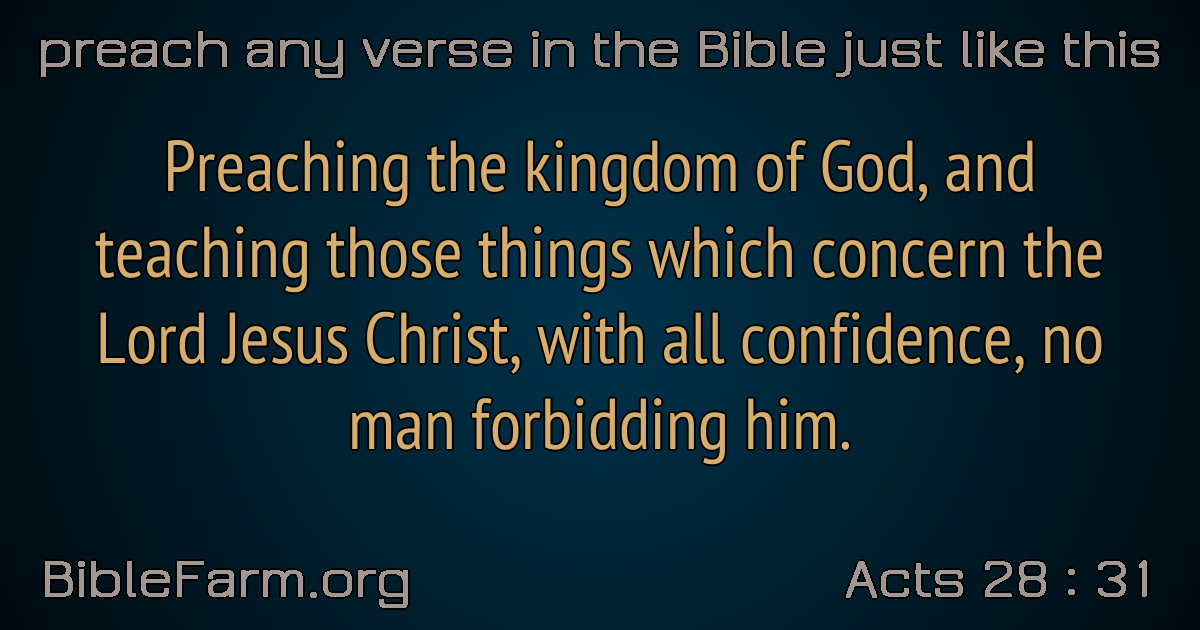 preach any verse in the Bible just like this
Preaching the kingdom of God, and
teaching those things which concern the
Lord Jesus Christ, with all confidence, no
man forbidding him.
BibleFarm.org
Acts 28 : 31